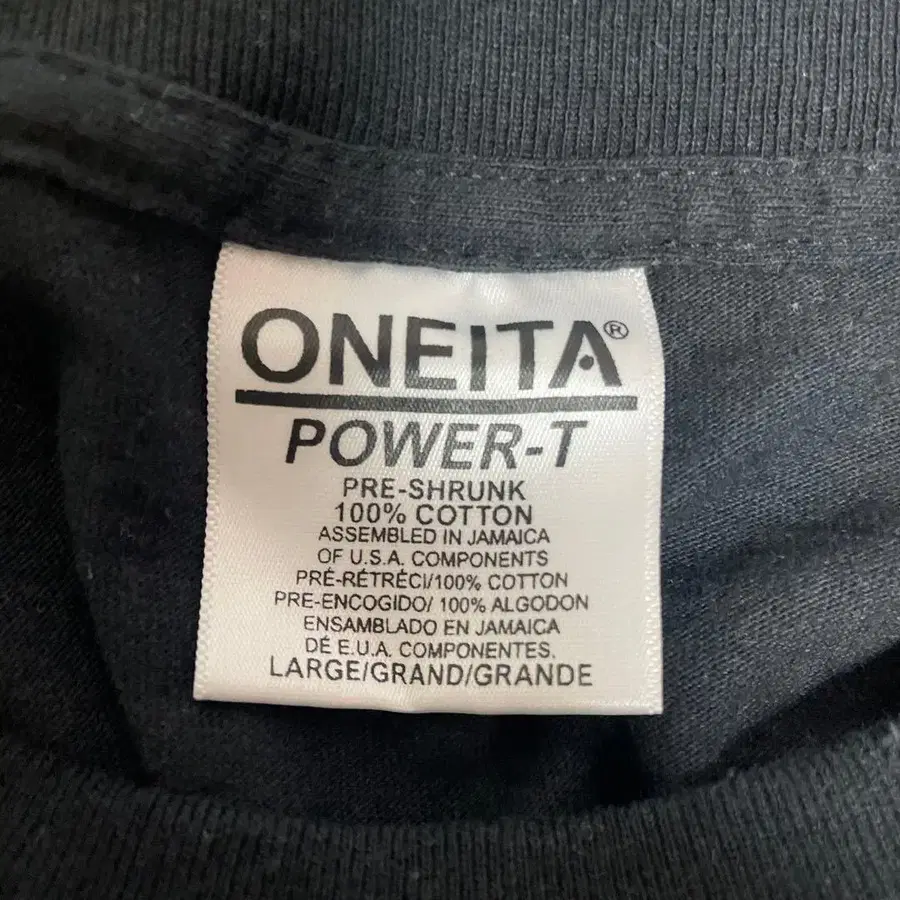 ONEITA®
POWER-T
PRE-SHRUNK
100% COTTON
ASSEMBLED IN JAMAICA
OF U.S.A. COMPONENTS
PRÉ-RÉTRÉCI/100% COTTON
PRE-ENCOGIDO/ 100% ALGODON
ENSAMBLADO EN JAMAICA
DÉ E.U.A. COMPONENTES.
LARGE/GRAND/GRANDE